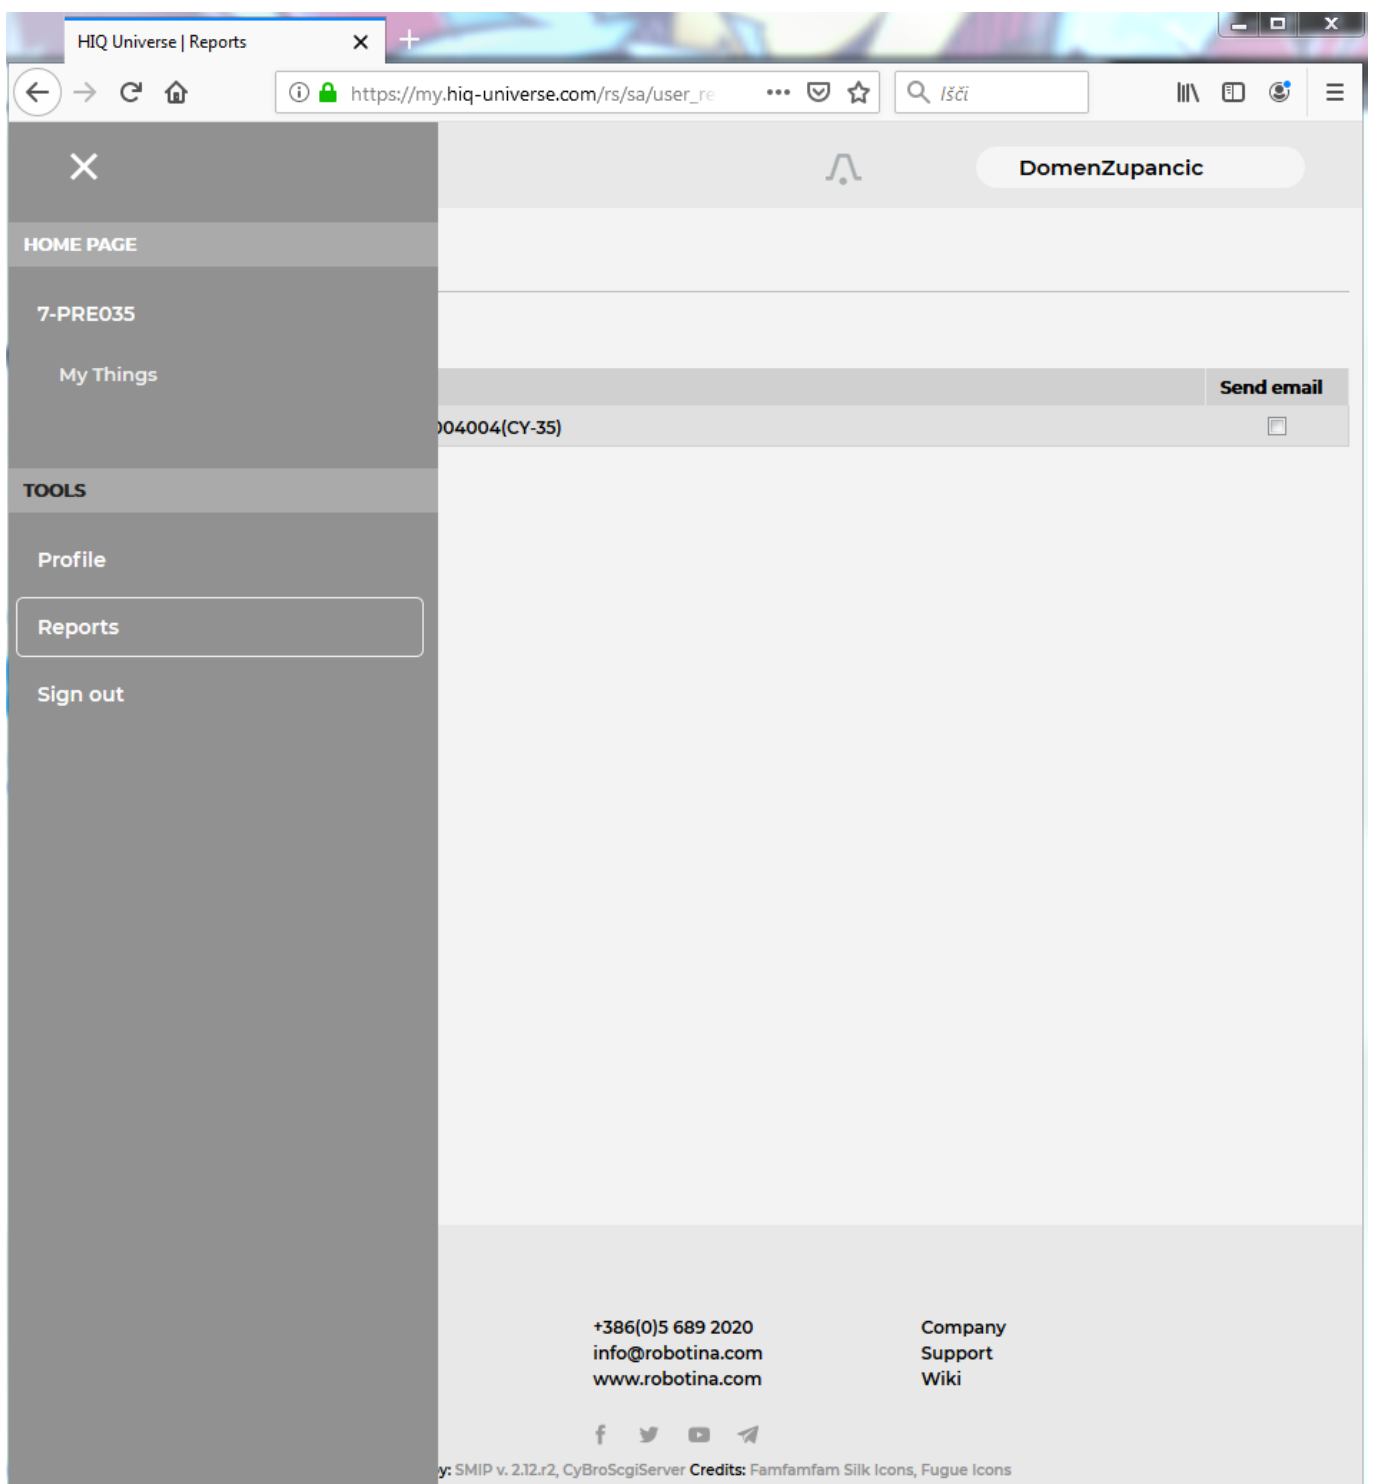 HIQ Universe | Reports
https://my.hiq-universe.com/rs/sa/user_re
Išči
DomenZupancic
HOME PAGE
7-PRE035
My Things
Send email
004004(CY-35)
TOOLS
Profile
Reports
Sign out
+386(0)5 689 2020
Company
info@robotina.com
Support
www.robotina.com
Wiki
y: SMIP v. 2.12.r2, CyBroScgiServer Credits: Famfamfam Silk Icons, Fugue Icons